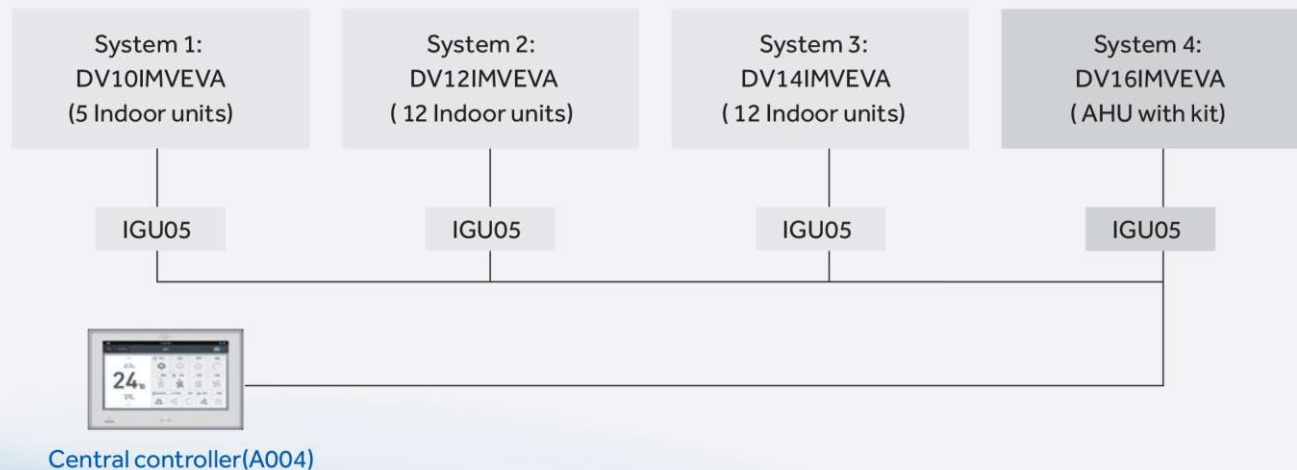 System 1:
DV10IMVEVA
(5 Indoor units)
System 2:
DV12IMVEVA
( 12 Indoor units)
System 3:
DV14IMVEVA
( 12 Indoor units)
System 4:
DV16IMVEVA
( AHU with kit)
IGU05
IGU05
IGU05
IGU05
24
Central controller(A004)